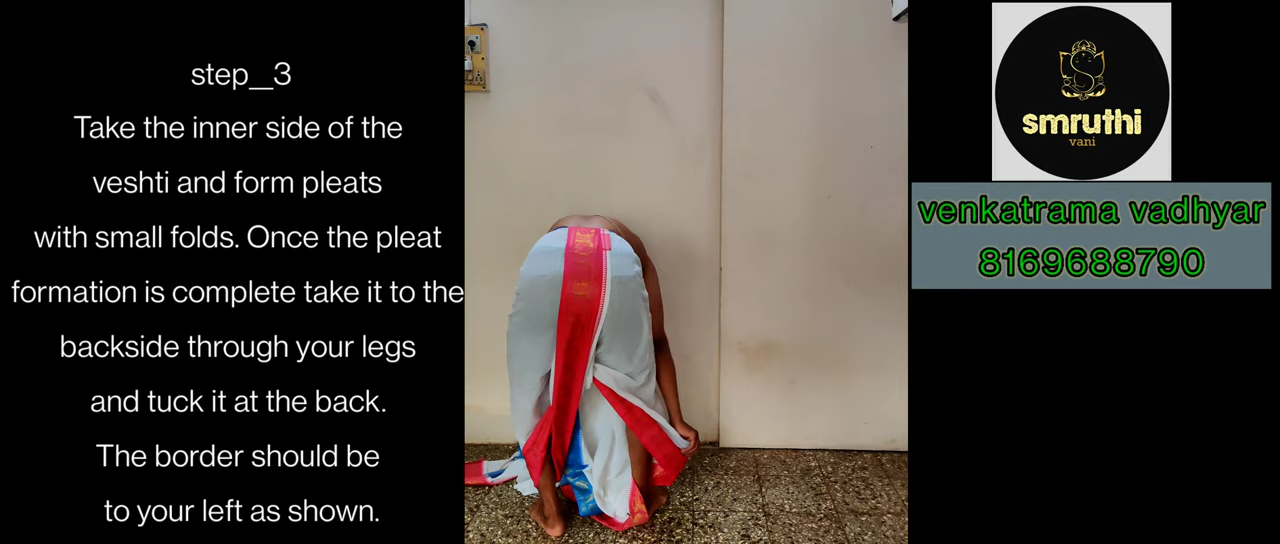 step_3
Take the inner side of the
veshti and form pleats
with small folds. Once the pleat
formation is complete take it to the
backside through your legs
and tuck it at the back.
The border should be
to your left as shown.
smruthi
vani
venkatrama vadhyar
8169688790